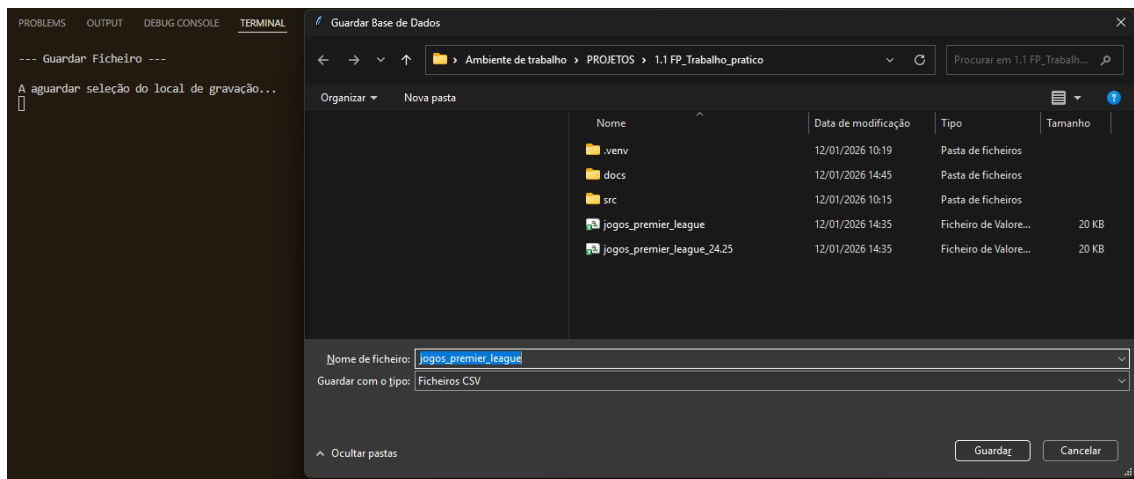 PROBLEMS OUTPUT DEBUG CONSOLE TERMINAL
--- Guardar Ficheiro ---
A aguardar seleção do local de gravação...
Guardar Base de Dados
Ambiente de trabalho > PROJETOS > 1.1 FP_Trabalho_pratico
Procurar em 1.1 FP_Trabalh...
Organizar Nova pasta
Nome Data de modificação Tipo Tamanho
.venv 12/01/2026 10:19 Pasta de ficheiros
docs 12/01/2026 14:45 Pasta de ficheiros
src 12/01/2026 10:15 Pasta de ficheiros
jogos_premier_league 12/01/2026 14:35 Ficheiro de Valore... 20 KB
jogos_premier_league_24.25 12/01/2026 14:35 Ficheiro de Valore... 20 KB
Nome de ficheiro: jogos_premier_league
Guardar com o tipo: Ficheiros CSV
Ocultar pastas
Guardar Cancelar